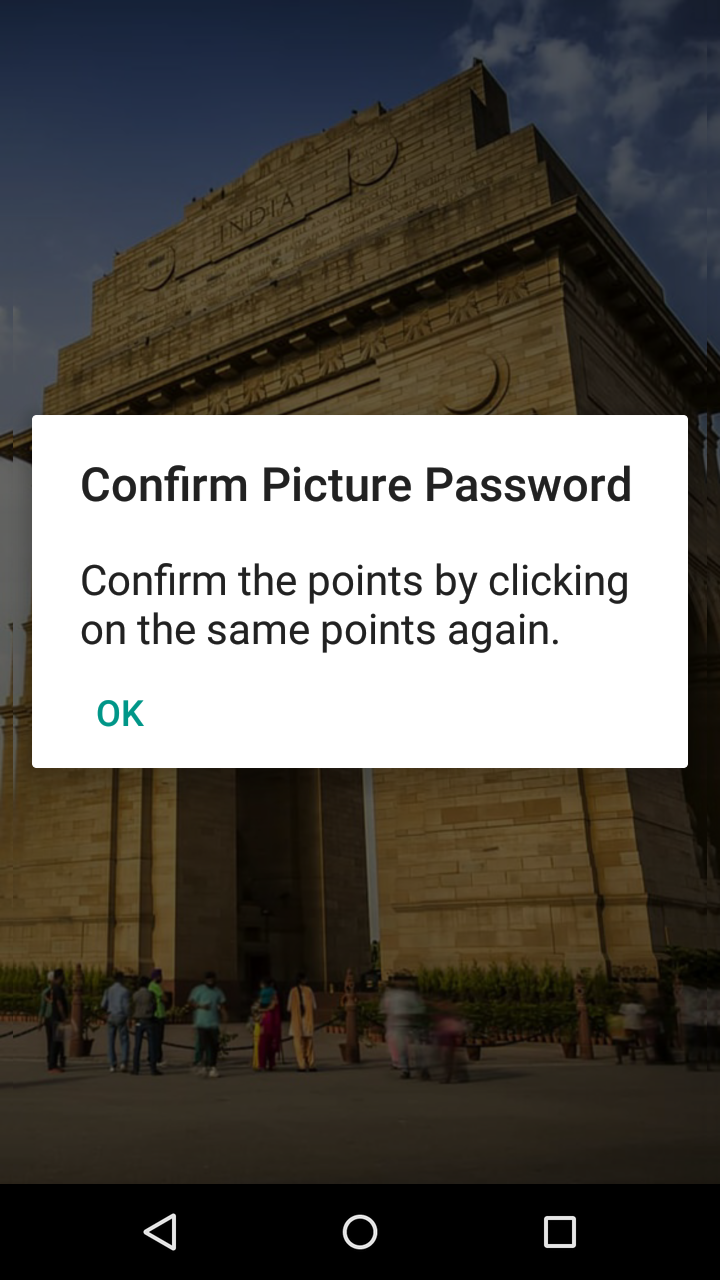 INDIA
Confirm Picture Password
Confirm the points by clicking
on the same points again.
OK